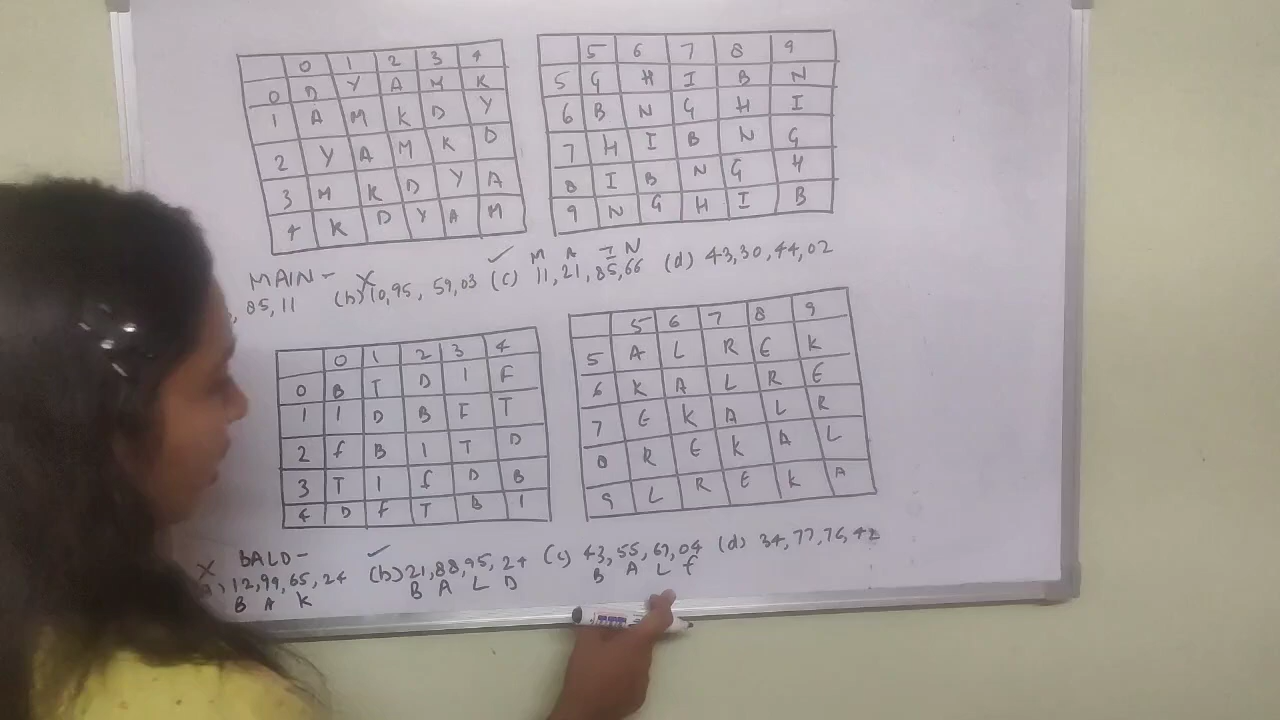 0 1 2 3 4
0 D Y A M K
1 A M K D Y
2 Y A M K D
3 M K D Y A
4 K D Y A M
5 6 7 8 9
5 G H I B N
6 B N G H I
7 H I B N G
8 I B N G H
9 N G H I B
M A I N
MAIN-
, 85, 11 (b) 10, 95, 59, 03 (c) 11, 21, 85, 66 (d) 43, 30, 44, 02
0 1 2 3 4
0 B T D I F
1 I D B F T
2 f B I T D
3 T I f D B
4 D f T B I
5 6 7 8 9
5 A L R E K
6 K A L R E
7 E K A L R
8 R E K A L
9 L R E K A
BALD-
12, 99, 65, 24 (b) 21, 88, 95, 24 (c) 43, 55, 67, 04 (d) 34, 77, 76, 42
B A K B A L D B A L f